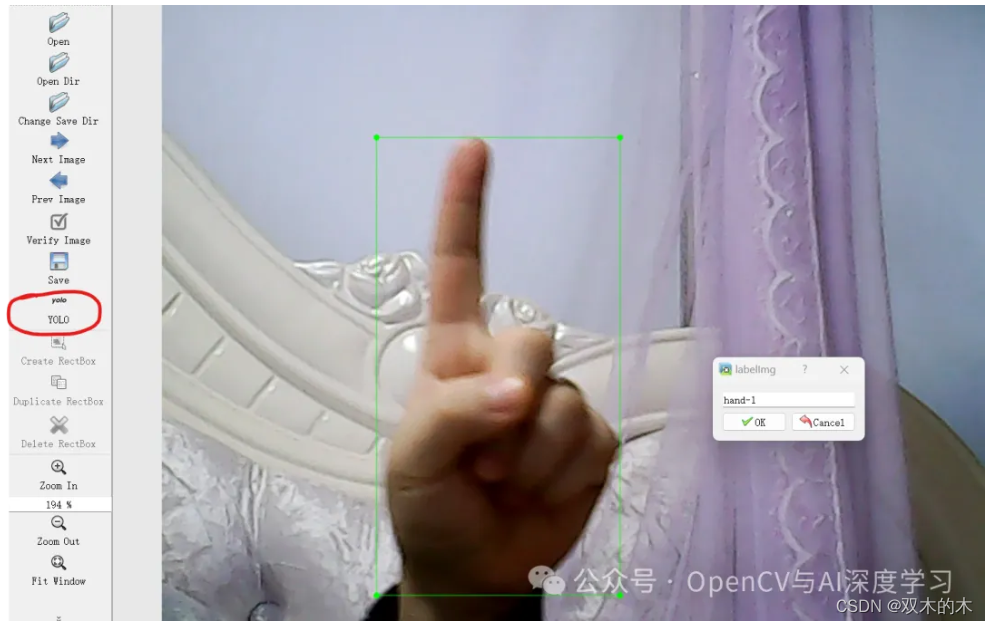 Open
Open Dir
Change Save Dir
Next Image
Prev Image
Verify Image
Save
yolo
YOLO
Create RectBox
Duplicate RectBox
Delete RectBox
Zoom In
194 %
Zoom Out
Fit Window
labelImg ?
hand-1
OK Cancel
公众号 · OpenCV与AI深度学习
CSDN @双木的木